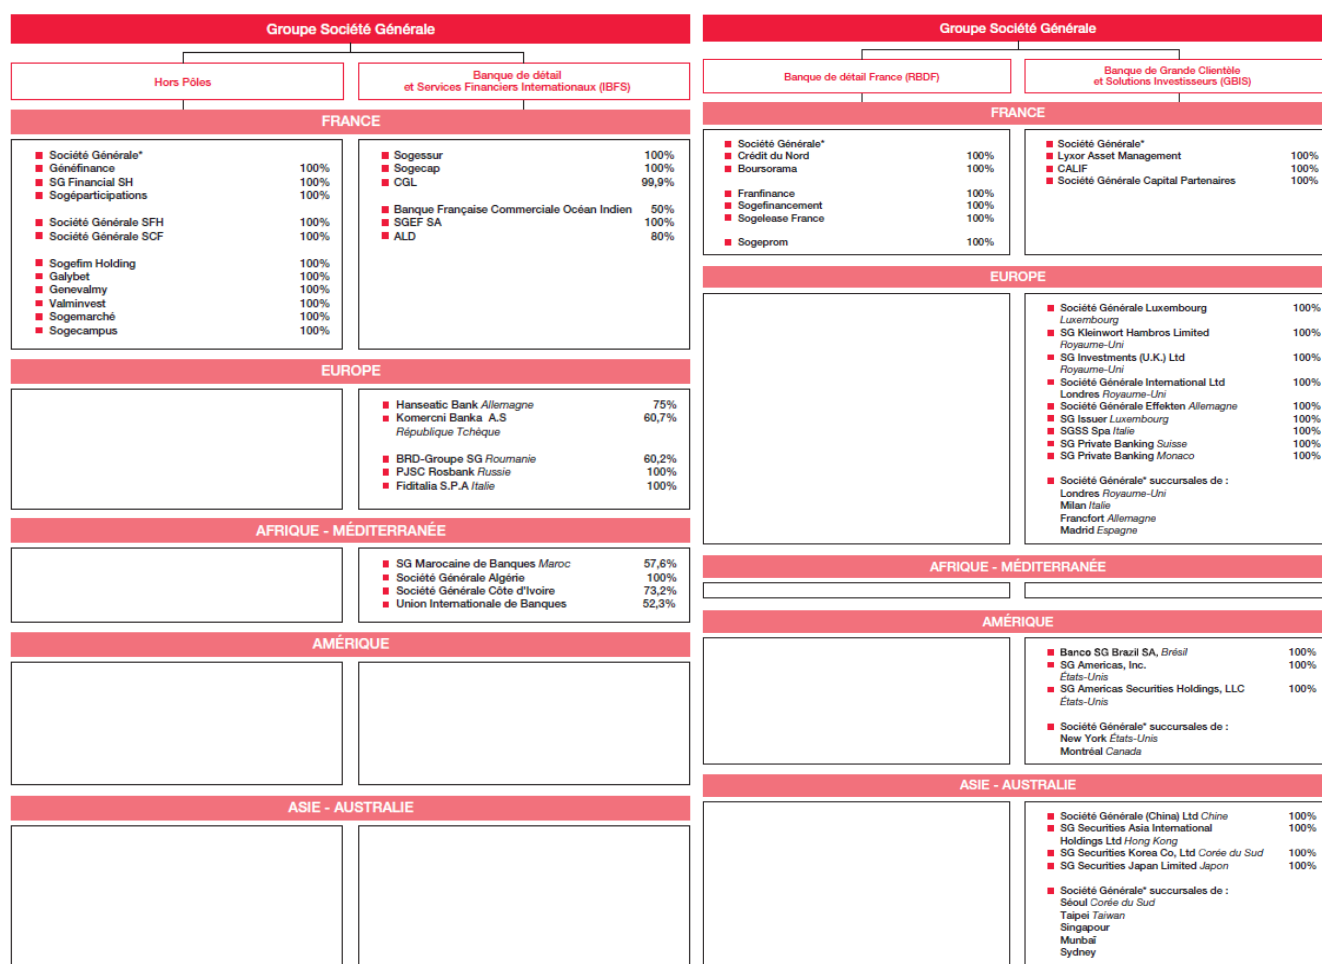 Groupe Société Générale
Hors Pôles
Banque de détail
et Services Financiers Internationaux (IBFS)
FRANCE
Société Générale*
Généfinance 100%
SG Financial SH 100%
Sogéparticipations 100%
Société Générale SFH 100%
Société Générale SCF 100%
Sogefim Holding 100%
Galybet 100%
Genevalmy 100%
Valminvest 100%
Sogemarché 100%
Sogecampus 100%
Sogessur 100%
Sogecap 100%
CGL 99,9%
Banque Française Commerciale Océan Indien 50%
SGEF SA 100%
ALD 80%
EUROPE
Hanseatic Bank Allemagne 75%
Komercni Banka A.S 60,7%
République Tchèque
BRD-Groupe SG Roumanie 60,2%
PJSC Rosbank Russie 100%
Fiditalia S.P.A Italie 100%
AFRIQUE - MÉDITERRANÉE
SG Marocaine de Banques Maroc 57,6%
Société Générale Algérie 100%
Société Générale Côte d'Ivoire 73,2%
Union Internationale de Banques 52,3%
AMÉRIQUE
ASIE - AUSTRALIE
Groupe Société Générale
Banque de détail France (RBDF)
Banque de Grande Clientèle
et Solutions Investisseurs (GBIS)
FRANCE
Société Générale*
Crédit du Nord 100%
Boursorama 100%
Franfinance 100%
Sogefinancement 100%
Sogelease France 100%
Sogeprom 100%
Société Générale*
Lyxor Asset Management 100%
CALIF 100%
Société Générale Capital Partenaires 100%
EUROPE
Société Générale Luxembourg 100%
Luxembourg
SG Kleinwort Hambros Limited 100%
Royaume-Uni
SG Investments (U.K.) Ltd 100%
Royaume-Uni
Société Générale International Ltd 100%
Londres Royaume-Uni
Société Générale Effekten Allemagne 100%
SG Issuer Luxembourg 100%
SGSS Spa Italie 100%
SG Private Banking Suisse 100%
SG Private Banking Monaco 100%
Société Générale* succursales de :
Londres Royaume-Uni
Milan Italie
Francfort Allemagne
Madrid Espagne
AFRIQUE - MÉDITERRANÉE
AMÉRIQUE
Banco SG Brazil SA, Brésil 100%
SG Americas, Inc. 100%
États-Unis
SG Americas Securities Holdings, LLC 100%
États-Unis
Société Générale* succursales de :
New York États-Unis
Montréal Canada
ASIE - AUSTRALIE
Société Générale (China) Ltd Chine 100%
SG Securities Asia International 100%
Holdings Ltd Hong Kong
SG Securities Korea Co, Ltd Corée du Sud 100%
SG Securities Japan Limited Japon 100%
Société Générale* succursales de :
Séoul Corée du Sud
Taipei Taiwan
Singapour
Munbaï
Sydney